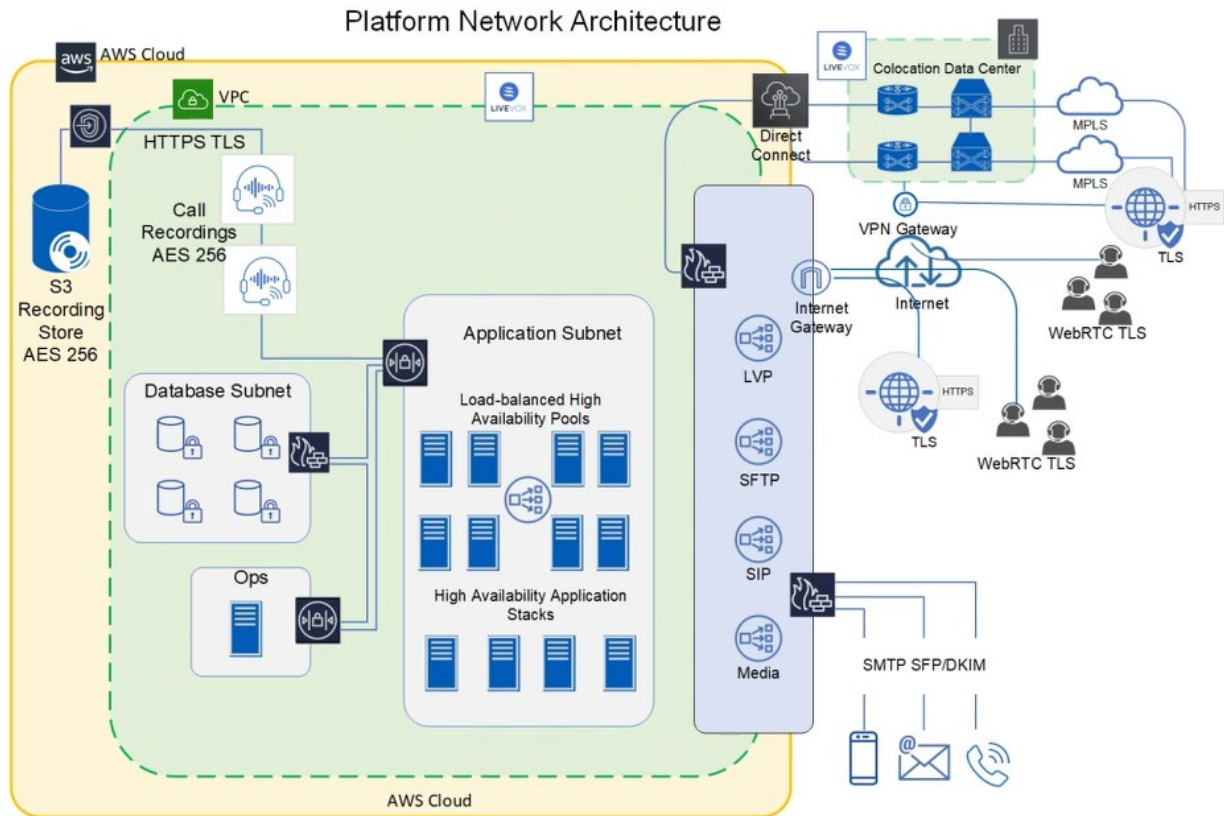 Platform Network Architecture
aws
AWS Cloud
VPC
LIVEVOX
HTTPS TLS
Call
Recordings
AES 256
S3
Recording
Store
AES 256
Database Subnet
Ops
Application Subnet
Load-balanced High
Availability Pools
High Availability Application
Stacks
LVP
SFTP
SIP
Media
AWS Cloud
Direct
Connect
LIVEVOX
Colocation Data Center
MPLS
MPLS
HTTPS
TLS
VPN Gateway
Internet
Internet
Gateway
WebRTC TLS
HTTPS
TLS
WebRTC TLS
SMTP SFP/DKIM
@